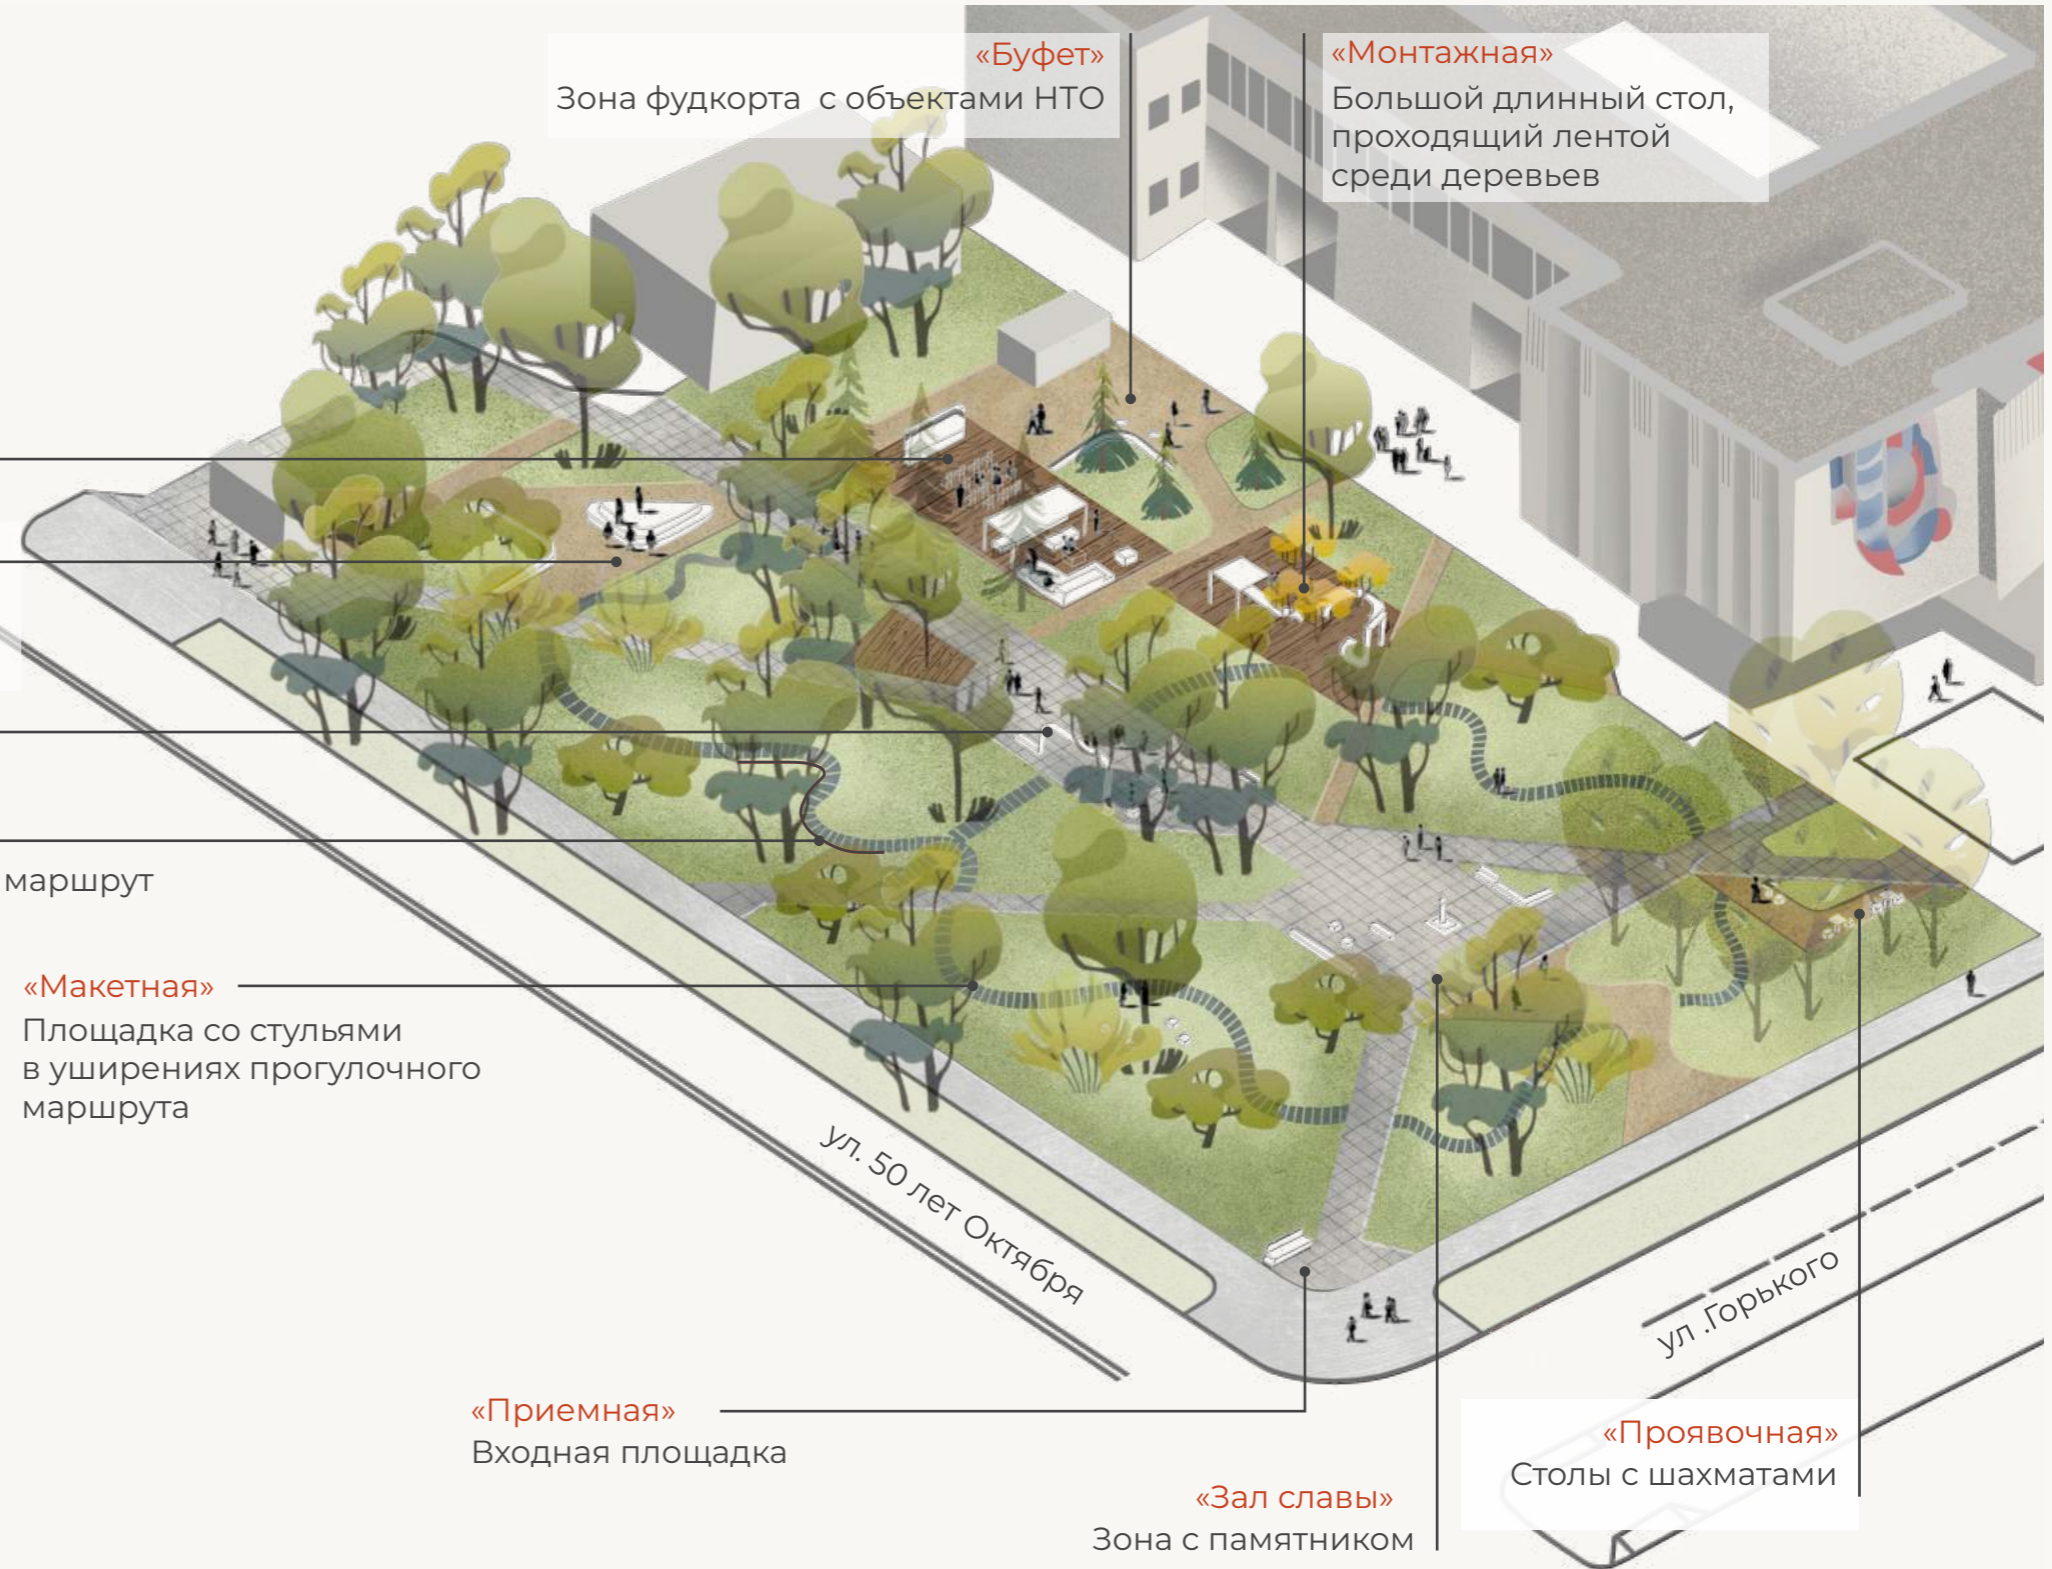 «Буфет»
Зона фудкорта с объектами НТО
«Монтажная»
Большой длинный стол,
проходящий лентой
среди деревьев
маршрут
«Макетная»
Площадка со стульями
в уширениях прогулочного
маршрута
ул. 50 лет Октября
ул .Горького
«Приемная»
Входная площадка
«Проявочная»
Столы с шахматами
«Зал славы»
Зона с памятником